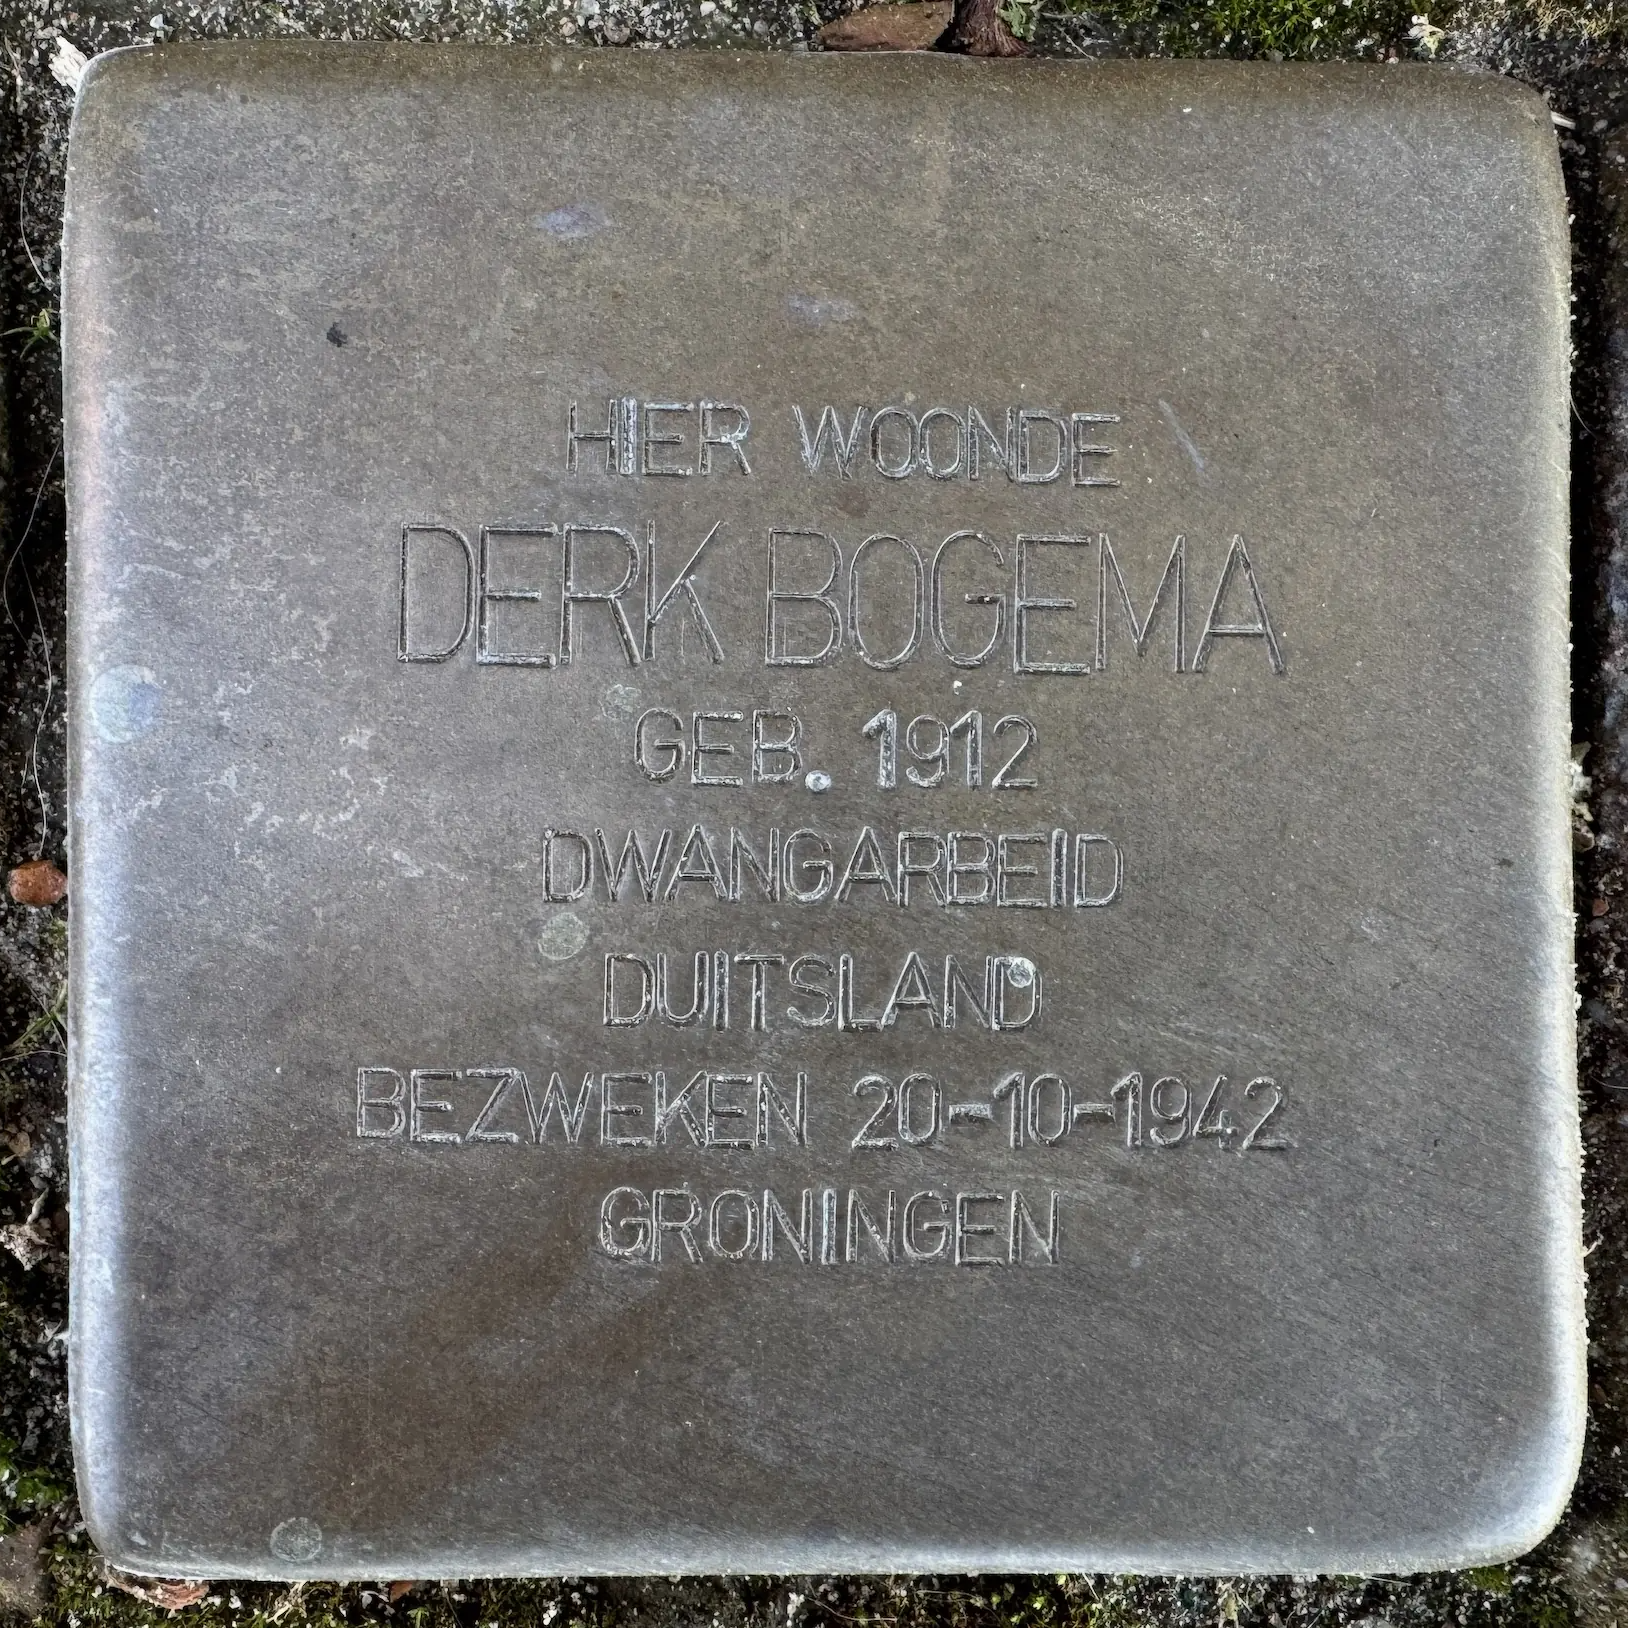 HIER WOONDE
DERK BOGEMA
GEB. 1912
DWANGARBEID
DUITSLAND
BEZWEKEN 20-10-1942
GRONINGEN